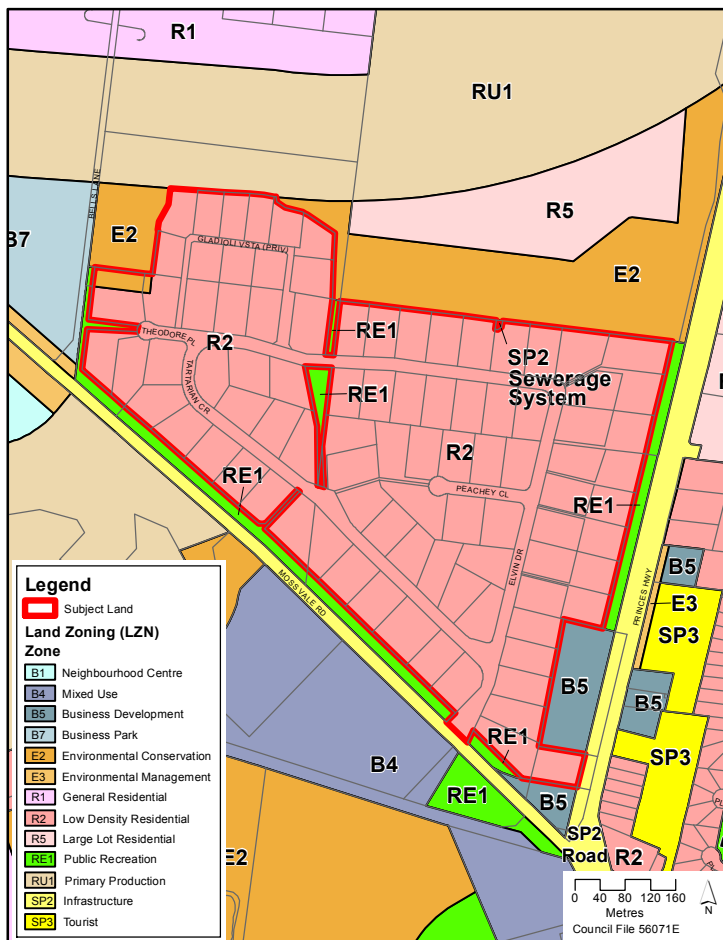 R1
RU1
BELLS LANE
R5
E2
B7
E2
GLADIOLI VSTA (PRIV)
THEODORE PL
R2
RE1
SP2
Sewerage
System
TARTARIAN CR
RE1
R2
RE1
PEACHEY CL
RE1
ELVIN DR
PRINCES HWY
B5
E3
SP3
MOSSVALE RD
B5
B5
SP3
RE1
B4
RE1
B5
SP2
Road
R2
E2
Legend
Subject Land
Land Zoning (LZN)
Zone
B1 Neighbourhood Centre
B4 Mixed Use
B5 Business Development
B7 Business Park
E2 Environmental Conservation
E3 Environmental Management
R1 General Residential
R2 Low Density Residential
R5 Large Lot Residential
RE1 Public Recreation
RU1 Primary Production
SP2 Infrastructure
SP3 Tourist
0 40 80 120 160
Metres
N
Council File 56071E